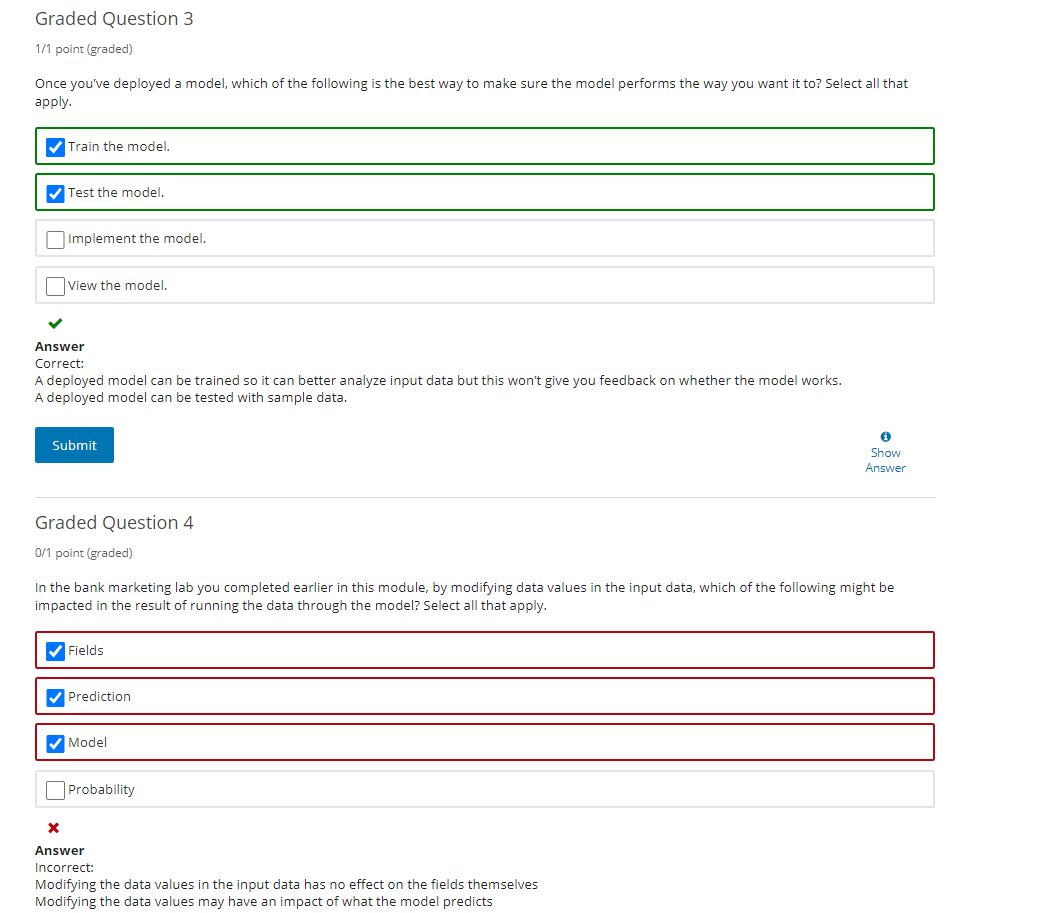 Graded Question 3
1/1 point (graded)
Once you've deployed a model, which of the following is the best way to make sure the model performs the way you want it to? Select all that
apply.
Train the model.
Test the model.
Implement the model.
View the model.
Answer
Correct:
A deployed model can be trained so it can better analyze input data but this won't give you feedback on whether the model works.
A deployed model can be tested with sample data.
Submit
Show
Answer
Graded Question 4
0/1 point (graded)
In the bank marketing lab you completed earlier in this module, by modifying data values in the input data, which of the following might be
impacted in the result of running the data through the model? Select all that apply.
Fields
Prediction
Model
Probability
Answer
Incorrect:
Modifying the data values in the input data has no effect on the fields themselves
Modifying the data values may have an impact of what the model predicts